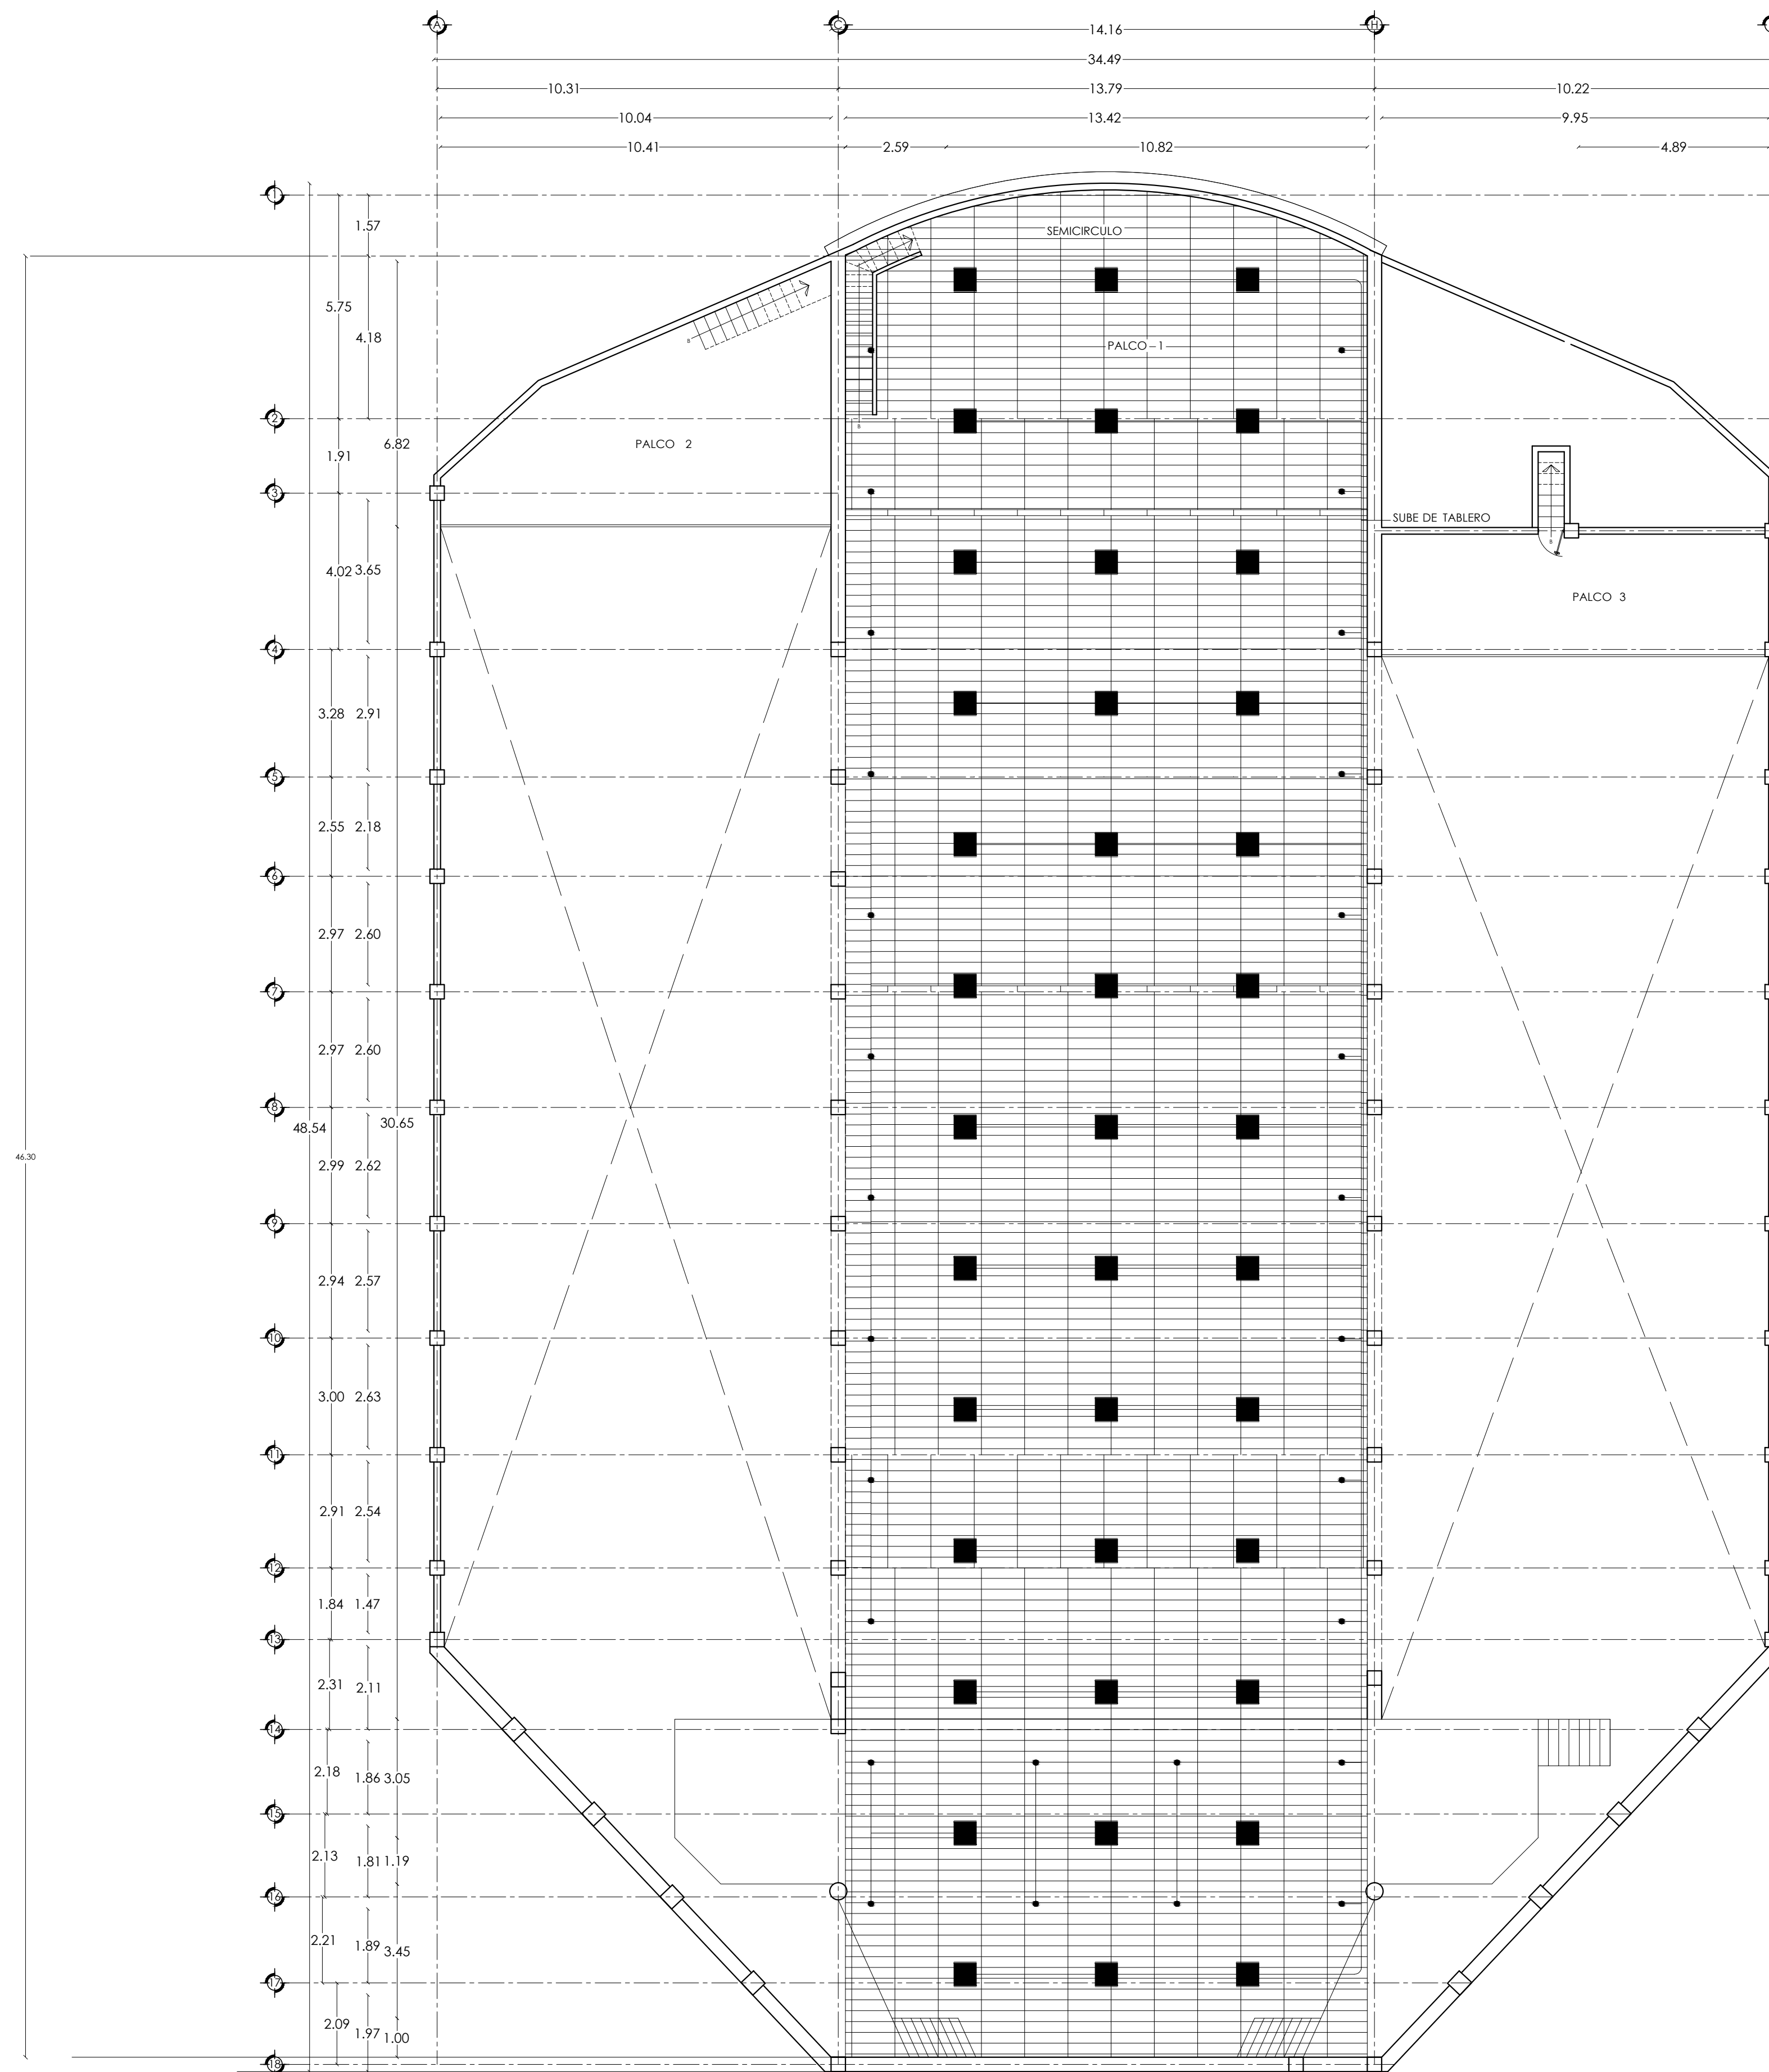 A C H
14.16
34.49
10.31 13.79 10.22
10.04 13.42 9.95
10.41 2.59 10.82 4.89
1
1.57
SEMICIRCULO
5.75
4.18
B
PALCO - 1
2
B
6.82
PALCO 2
1.91
3
SUBE DE TABLERO
B
4.02 3.65
PALCO 3
4
3.28 2.91
5
2.55 2.18
6
2.97 2.60
7
2.97 2.60
8
48.54 30.65
46.30
2.99 2.62
9
2.94 2.57
10
3.00 2.63
11
2.91 2.54
12
1.84 1.47
13
2.31 2.11
14
2.18 1.86 3.05
15
2.13 1.81 1.19
16
2.21 1.89 3.45
17
2.09 1.97 1.00
18